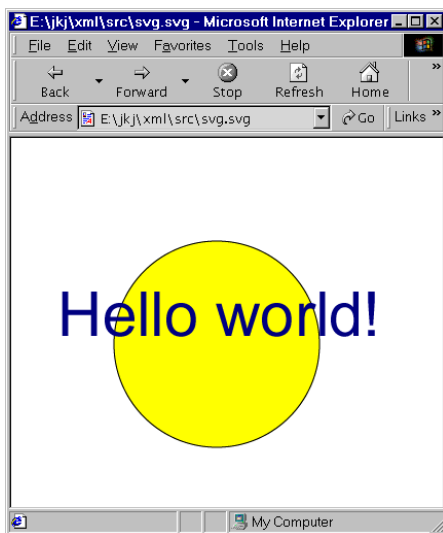 E:\jkj\xml\src\svg.svg - Microsoft Internet Explorer
File Edit View Favorites Tools Help
Back Forward Stop Refresh Home »
Address E:\jkj\xml\src\svg.svg Go Links »
Hello world!
My Computer